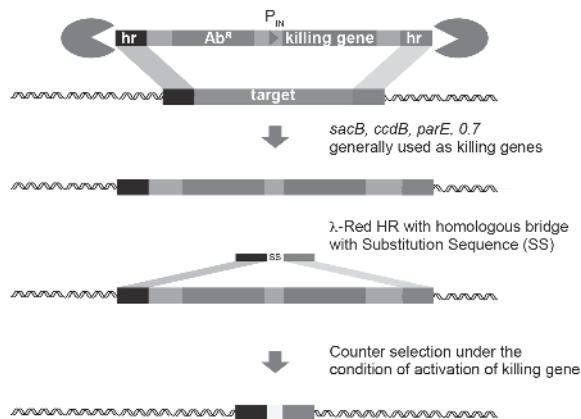 P_IN
hr Ab^R killing gene hr
target
sacB, ccdB, parE, 0.7
generally used as killing genes
λ-Red HR with homologous bridge
with Substitution Sequence (SS)
SS
Counter selection under the
condition of activation of killing gene